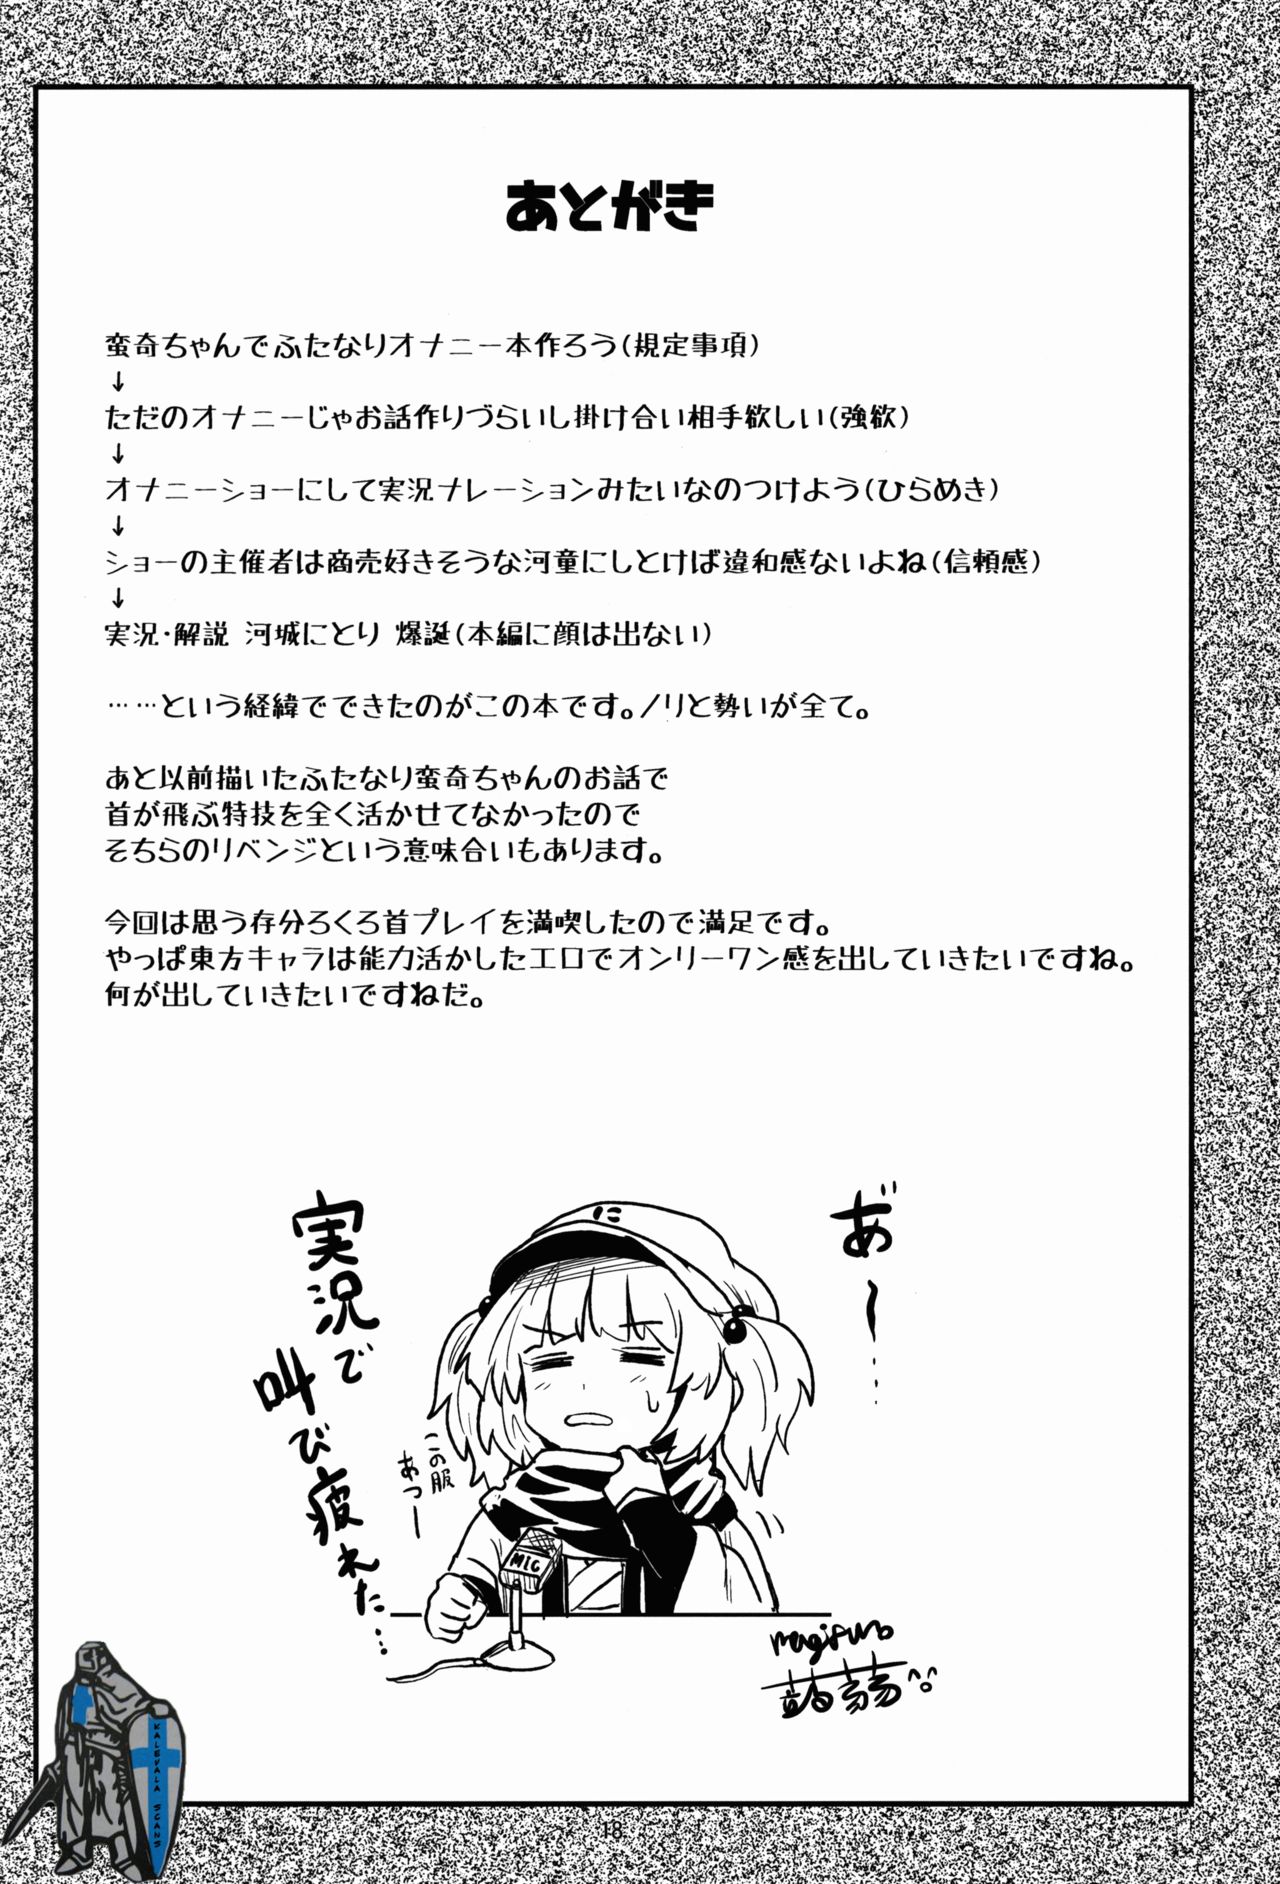 あとがき
蛮奇ちゃんでふたなりオナニー本作ろう(規定事項)
↓
ただのオナニーじゃお話作りづらいし掛け合い相手欲しい(強欲)
↓
オナニーショーにして実況ナレーションみたいなのつけよう(ひらめき)
↓
ショーの主催者は商売好きそうな河童にしとけば違和感ないよね(信頼感)
↓
実況・解説 河城にとり 爆誕(本編に顔は出ない)
……という経緯でできたのがこの本です。ノリと勢いが全て。
あと以前描いたふたなり蛮奇ちゃんのお話で
首が飛ぶ特技を全く活かせてなかったので
そちらのリベンジという意味合いもあります。
今回は思う存分ろくろ首プレイを満喫したので満足です。
やっぱ東方キャラは能力活かしたエロでオンリーワン感を出していきたいですね。
何が出していきたいですねだ。
あ゛〜……
実況で
叫び疲れた…
この服
あつー
に
MIC
蒟蒻
KALEVALA SCANS
18